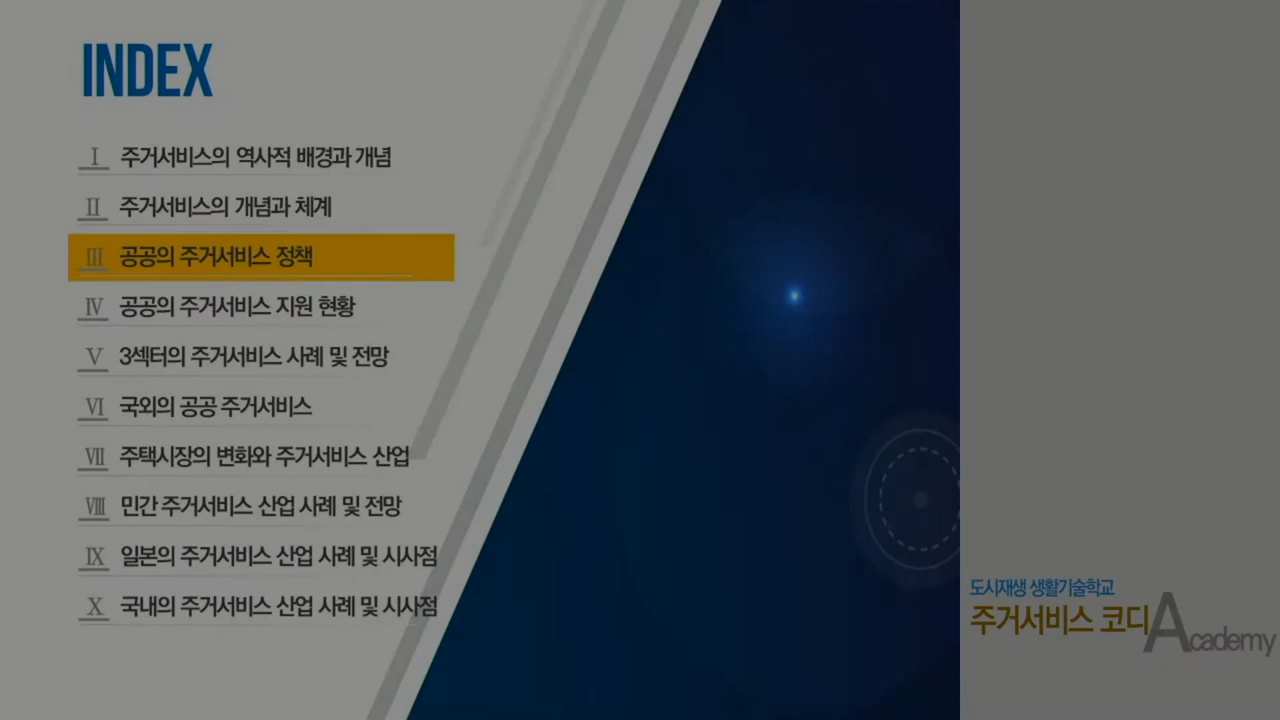 INDEX
Ⅰ 주거서비스의 역사적 배경과 개념
Ⅱ 주거서비스의 개념과 체계
Ⅲ 공공의 주거서비스 정책
Ⅳ 공공의 주거서비스 지원 현황
Ⅴ 3섹터의 주거서비스 사례 및 전망
Ⅵ 국외의 공공 주거서비스
Ⅶ 주택시장의 변화와 주거서비스 산업
Ⅷ 민간 주거서비스 산업 사례 및 전망
Ⅸ 일본의 주거서비스 산업 사례 및 시사점
Ⅹ 국내의 주거서비스 산업 사례 및 시사점
도시재생 생활기술학교
주거서비스 코디 Academy